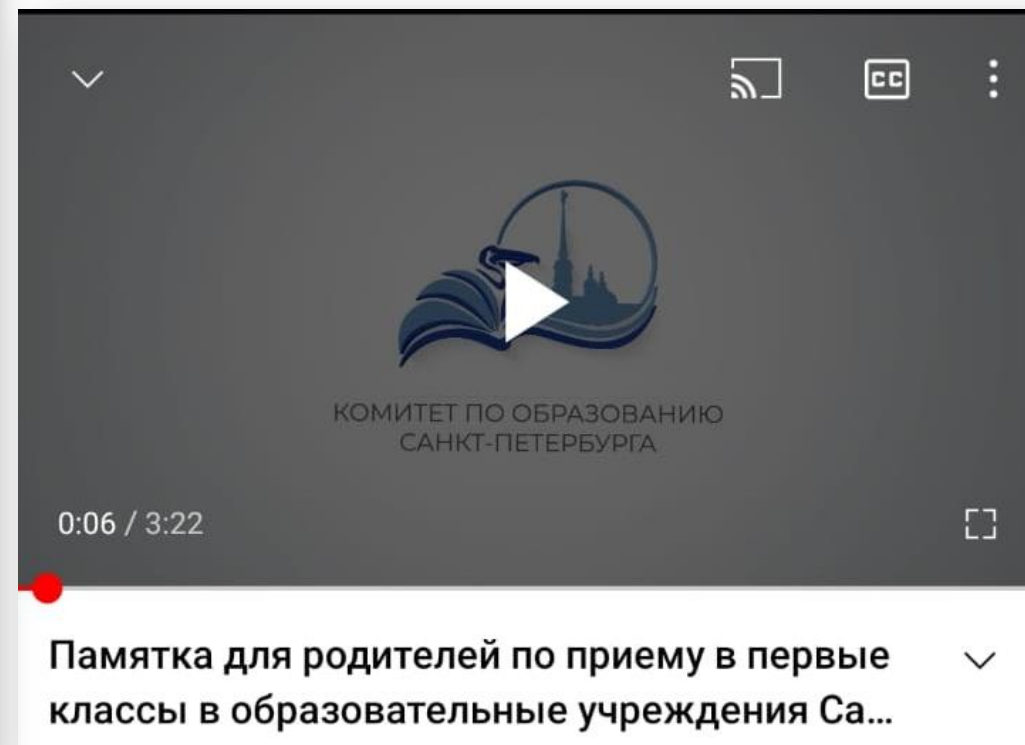 CC
КОМИТЕТ ПО ОБРАЗОВАНИЮ
САНКТ-ПЕТЕРБУРГА
0:06 / 3:22
Памятка для родителей по приему в первые
классы в образовательные учреждения Са...